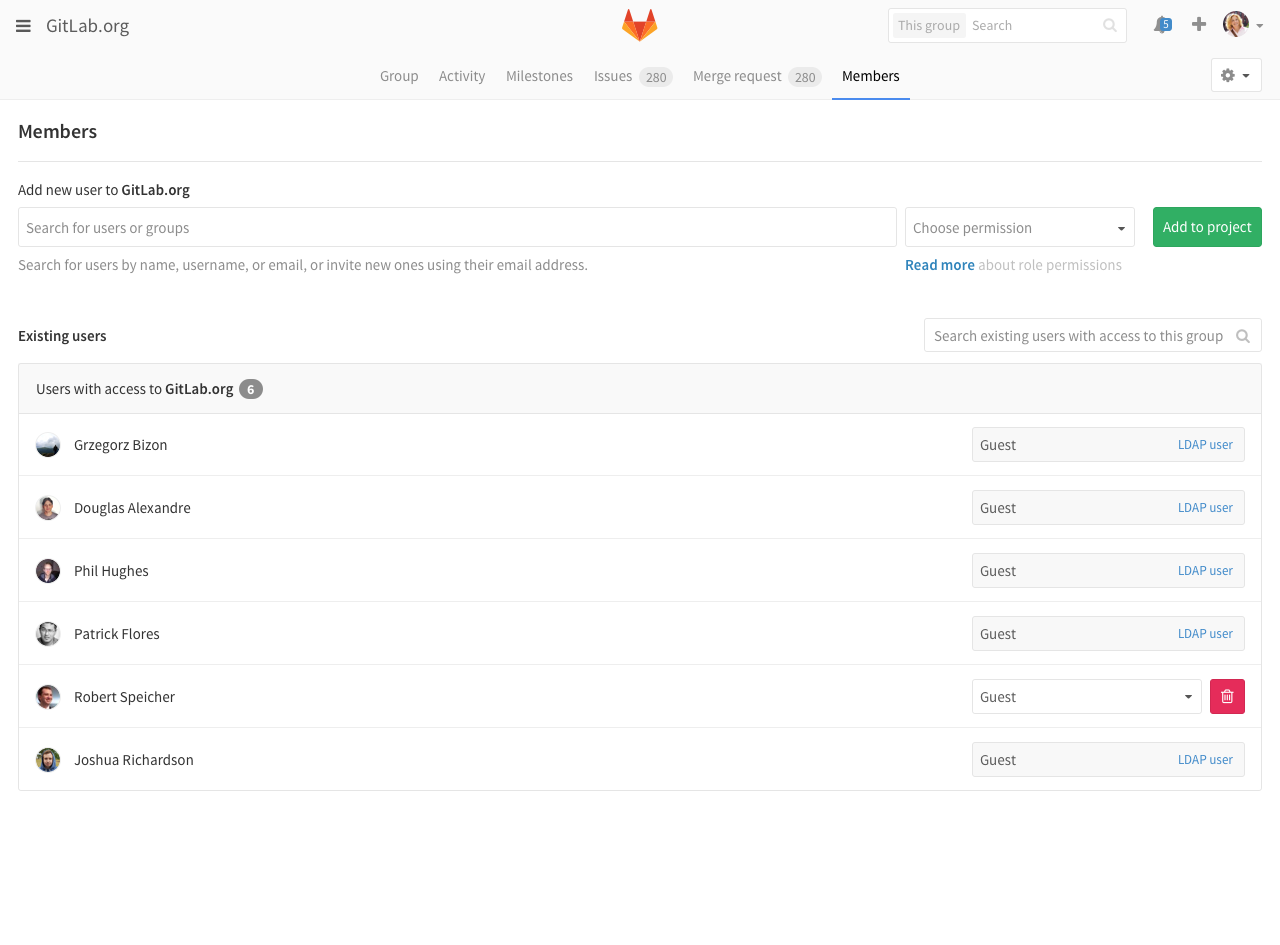 GitLab.org
This group Search
5
Group Activity Milestones Issues 280 Merge request 280 Members
Members
Add new user to GitLab.org
Search for users or groups
Choose permission
Add to project
Search for users by name, username, or email, or invite new ones using their email address.
Read more about role permissions
Existing users
Search existing users with access to this group
Users with access to GitLab.org 6
Grzegorz Bizon Guest LDAP user
Douglas Alexandre Guest LDAP user
Phil Hughes Guest LDAP user
Patrick Flores Guest LDAP user
Robert Speicher Guest
Joshua Richardson Guest LDAP user